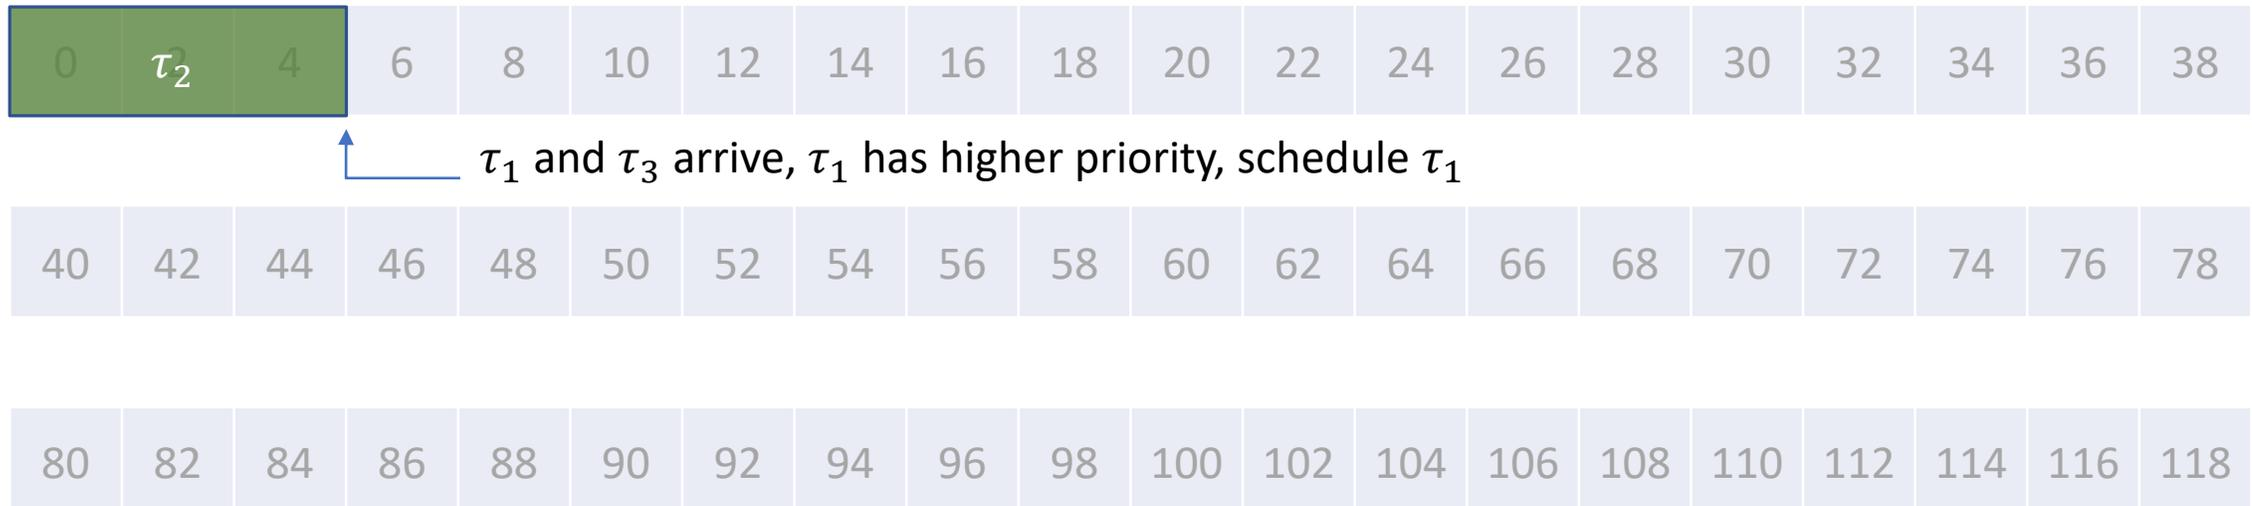 0 2 4 6 8 10 12 14 16 18 20 22 24 26 28 30 32 34 36 38
τ₂
τ₁ and τ₃ arrive, τ₁ has higher priority, schedule τ₁
40 42 44 46 48 50 52 54 56 58 60 62 64 66 68 70 72 74 76 78
80 82 84 86 88 90 92 94 96 98 100 102 104 106 108 110 112 114 116 118